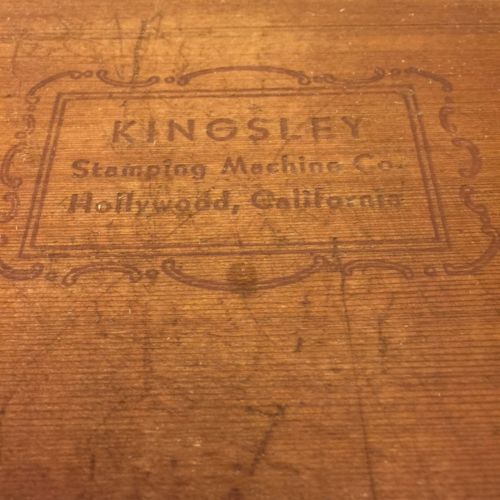 KINGSLEY
Stamping Machine Co.
Hollywood, California